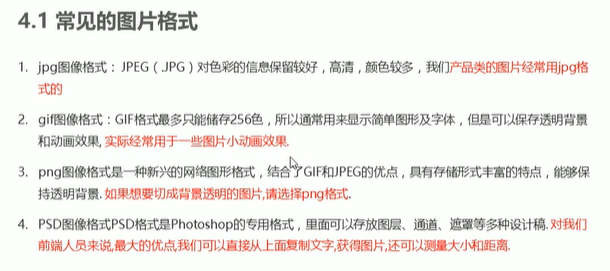 4.1 常见的图片格式
1. jpg图像格式：JPEG（JPG）对色彩的信息保留较好，高清，颜色较多，我们产品类的图片经常用jpg格
式的
2. gif图像格式：GIF格式最多只能储存256色，所以通常用来显示简单图形及字体，但是可以保存透明背景
和动画效果, 实际经常用于一些图片小动画效果.
3. png图像格式是一种新兴的网络图形格式，结合了GIF和JPEG的优点，具有存储形式丰富的特点，能够保
持透明背景. 如果想要切成背景透明的图片,请选择png格式.
4. PSD图像格式PSD格式是Photoshop的专用格式，里面可以存放图层、通道、遮罩等多种设计稿.对我们
前端人员来说,最大的优点,我们可以直接从上面复制文字,获得图片,还可以测量大小和距离.